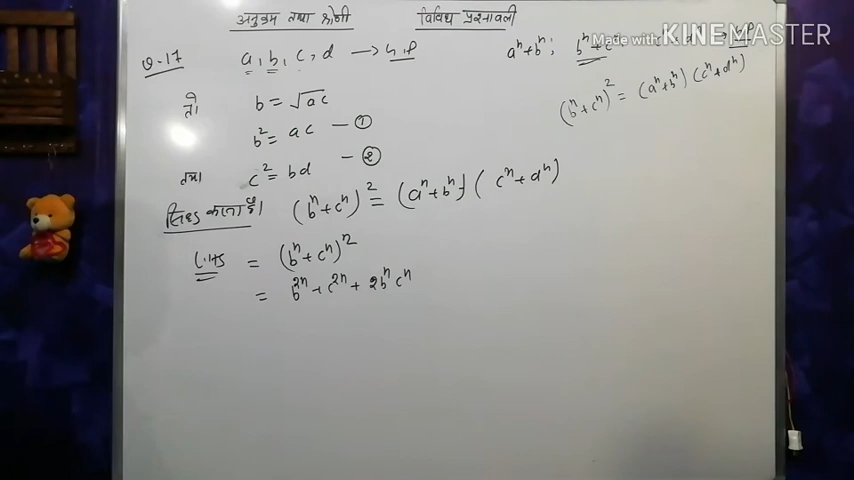 अनुक्रम तथा श्रेणी विविध प्रश्नावली
Made with KINEMASTER
Q-17 a, b, c, d → G.P
aⁿ+bⁿ; bⁿ+cⁿ
(bⁿ+cⁿ)² = (aⁿ+bⁿ)(cⁿ+dⁿ)
तो b = √ac
b² = ac — ①
तथा c² = bd — ②
सिद्ध करना है। (bⁿ+cⁿ)² = (aⁿ+bⁿ)(cⁿ+dⁿ)
L.H.S = (bⁿ+cⁿ)²
= b²ⁿ+c²ⁿ+2bⁿcⁿ